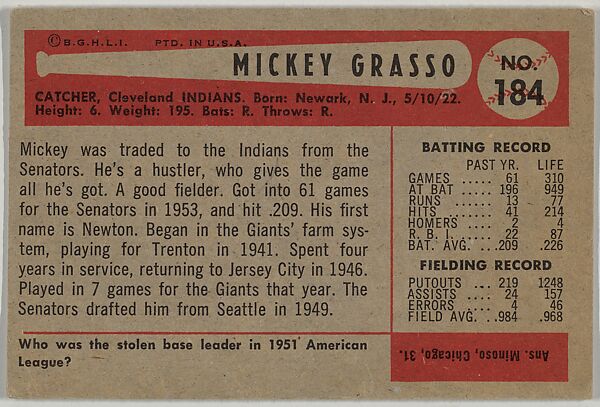 © B.G.H.L.I. PTD. IN U.S.A.
MICKEY GRASSO
NO.
184
CATCHER, Cleveland INDIANS. Born: Newark, N. J., 5/10/22.
Height: 6. Weight: 195. Bats: R. Throws: R.
Mickey was traded to the Indians from the
Senators. He's a hustler, who gives the game
all he's got. A good fielder. Got into 61 games
for the Senators in 1953, and hit .209. His first
name is Newton. Began in the Giants' farm sys-
tem, playing for Trenton in 1941. Spent four
years in service, returning to Jersey City in 1946.
Played in 7 games for the Giants that year. The
Senators drafted him from Seattle in 1949.
Who was the stolen base leader in 1951 American
League?
BATTING RECORD
PAST YR. LIFE
GAMES ..... 61 310
AT BAT ..... 196 949
RUNS ..... 13 77
HITS ..... 41 214
HOMERS .... 2 4
R. B. I. .... 22 87
BAT. AVG. .. .209 .226
FIELDING RECORD
PUTOUTS ... 219 1248
ASSISTS .... 24 157
ERRORS .... 4 46
FIELD AVG. . .984 .968
Ans. Minoso, Chicago, 31.